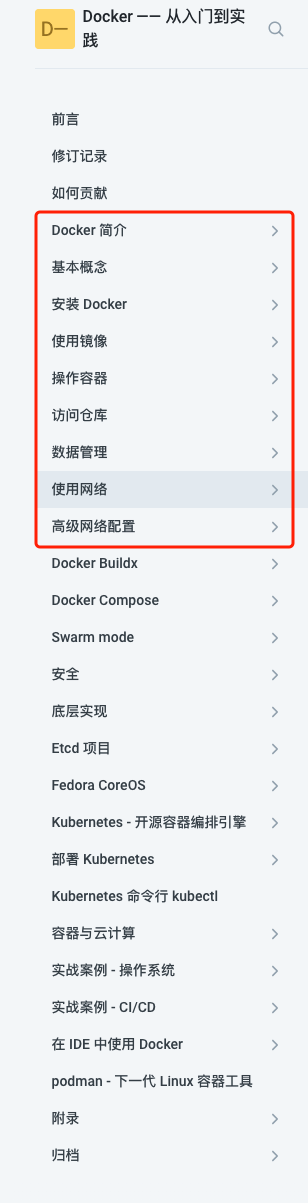 D—
Docker —— 从入门到实
践
前言
修订记录
如何贡献
Docker 简介
基本概念
安装 Docker
使用镜像
操作容器
访问仓库
数据管理
使用网络
高级网络配置
Docker Buildx
Docker Compose
Swarm mode
安全
底层实现
Etcd 项目
Fedora CoreOS
Kubernetes - 开源容器编排引擎
部署 Kubernetes
Kubernetes 命令行 kubectl
容器与云计算
实战案例 - 操作系统
实战案例 - CI/CD
在 IDE 中使用 Docker
podman - 下一代 Linux 容器工具
附录
归档